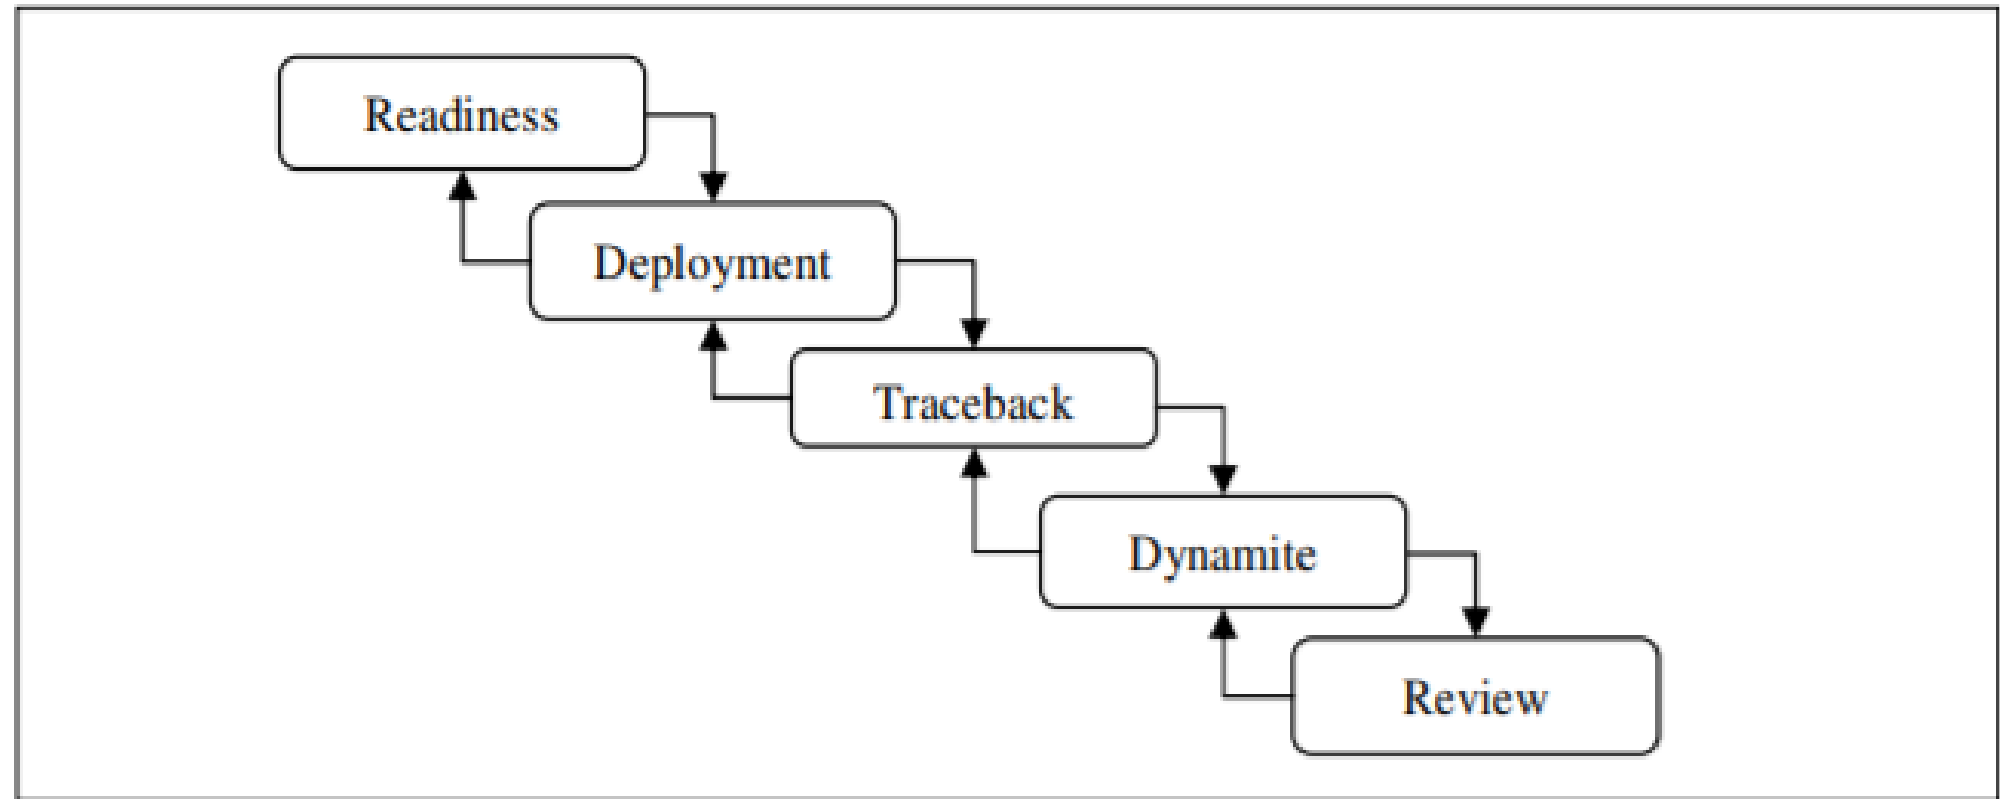 Readiness
Deployment
Traceback
Dynamite
Review